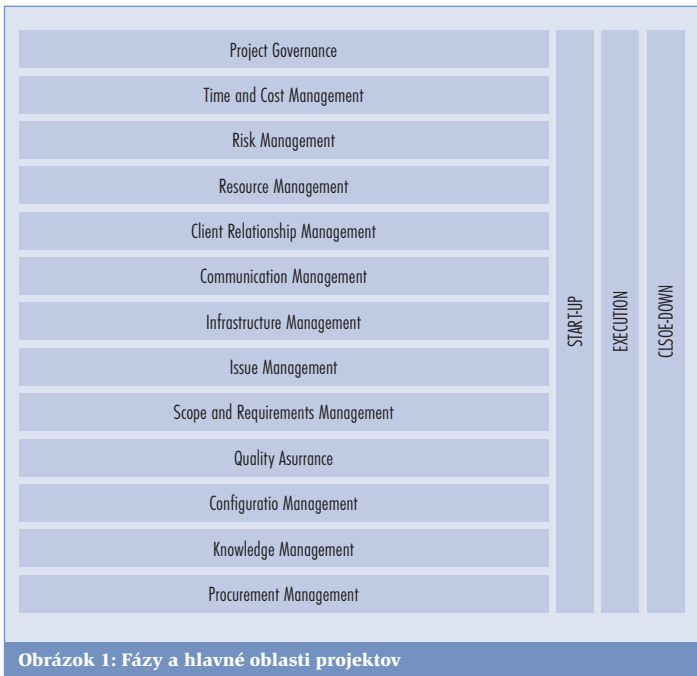 Project Governance
Time and Cost Management
Risk Management
Resource Management
Client Relationship Management
Communication Management
Infrastructure Management
Issue Management
Scope and Requirements Management
Quality Asurrance
Configuratio Management
Knowledge Management
Procurement Management
START-UP
EXECUTION
CLSOE-DOWN
Obrázok 1: Fázy a hlavné oblasti projektov